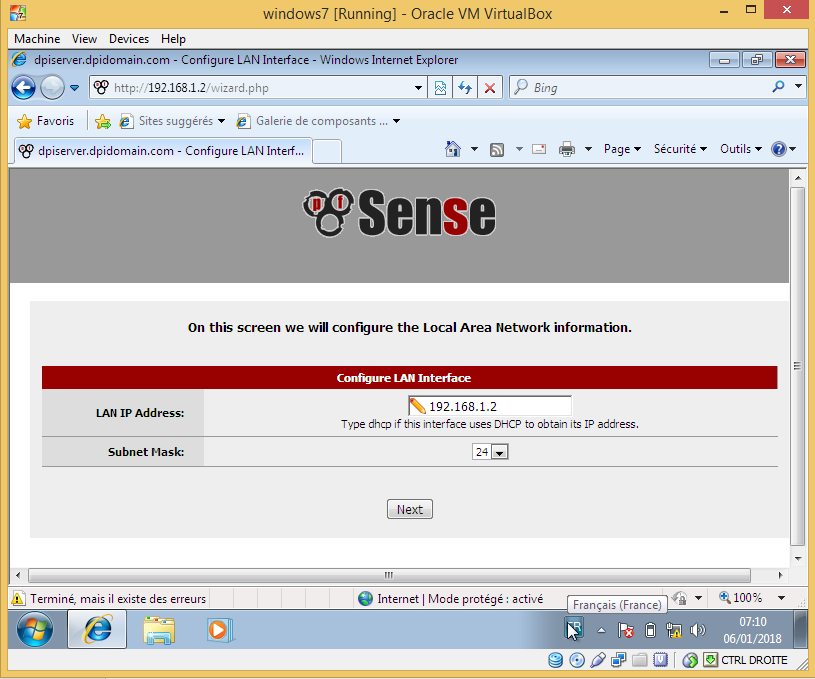 windows7 [Running] - Oracle VM VirtualBox
Machine View Devices Help
dpiserver.dpidomain.com - Configure LAN Interface - Windows Internet Explorer
http://192.168.1.2/wizard.php
Bing
Favoris
Sites suggérés
Galerie de composants ...
dpiserver.dpidomain.com - Configure LAN Interf...
Page
Sécurité
Outils
pf Sense
On this screen we will configure the Local Area Network information.
Configure LAN Interface
LAN IP Address:
192.168.1.2
Type dhcp if this interface uses DHCP to obtain its IP address.
Subnet Mask:
24
Next
Terminé, mais il existe des erreurs
Internet | Mode protégé : activé
100%
Français (France)
07:10
06/01/2018
CTRL DROITE